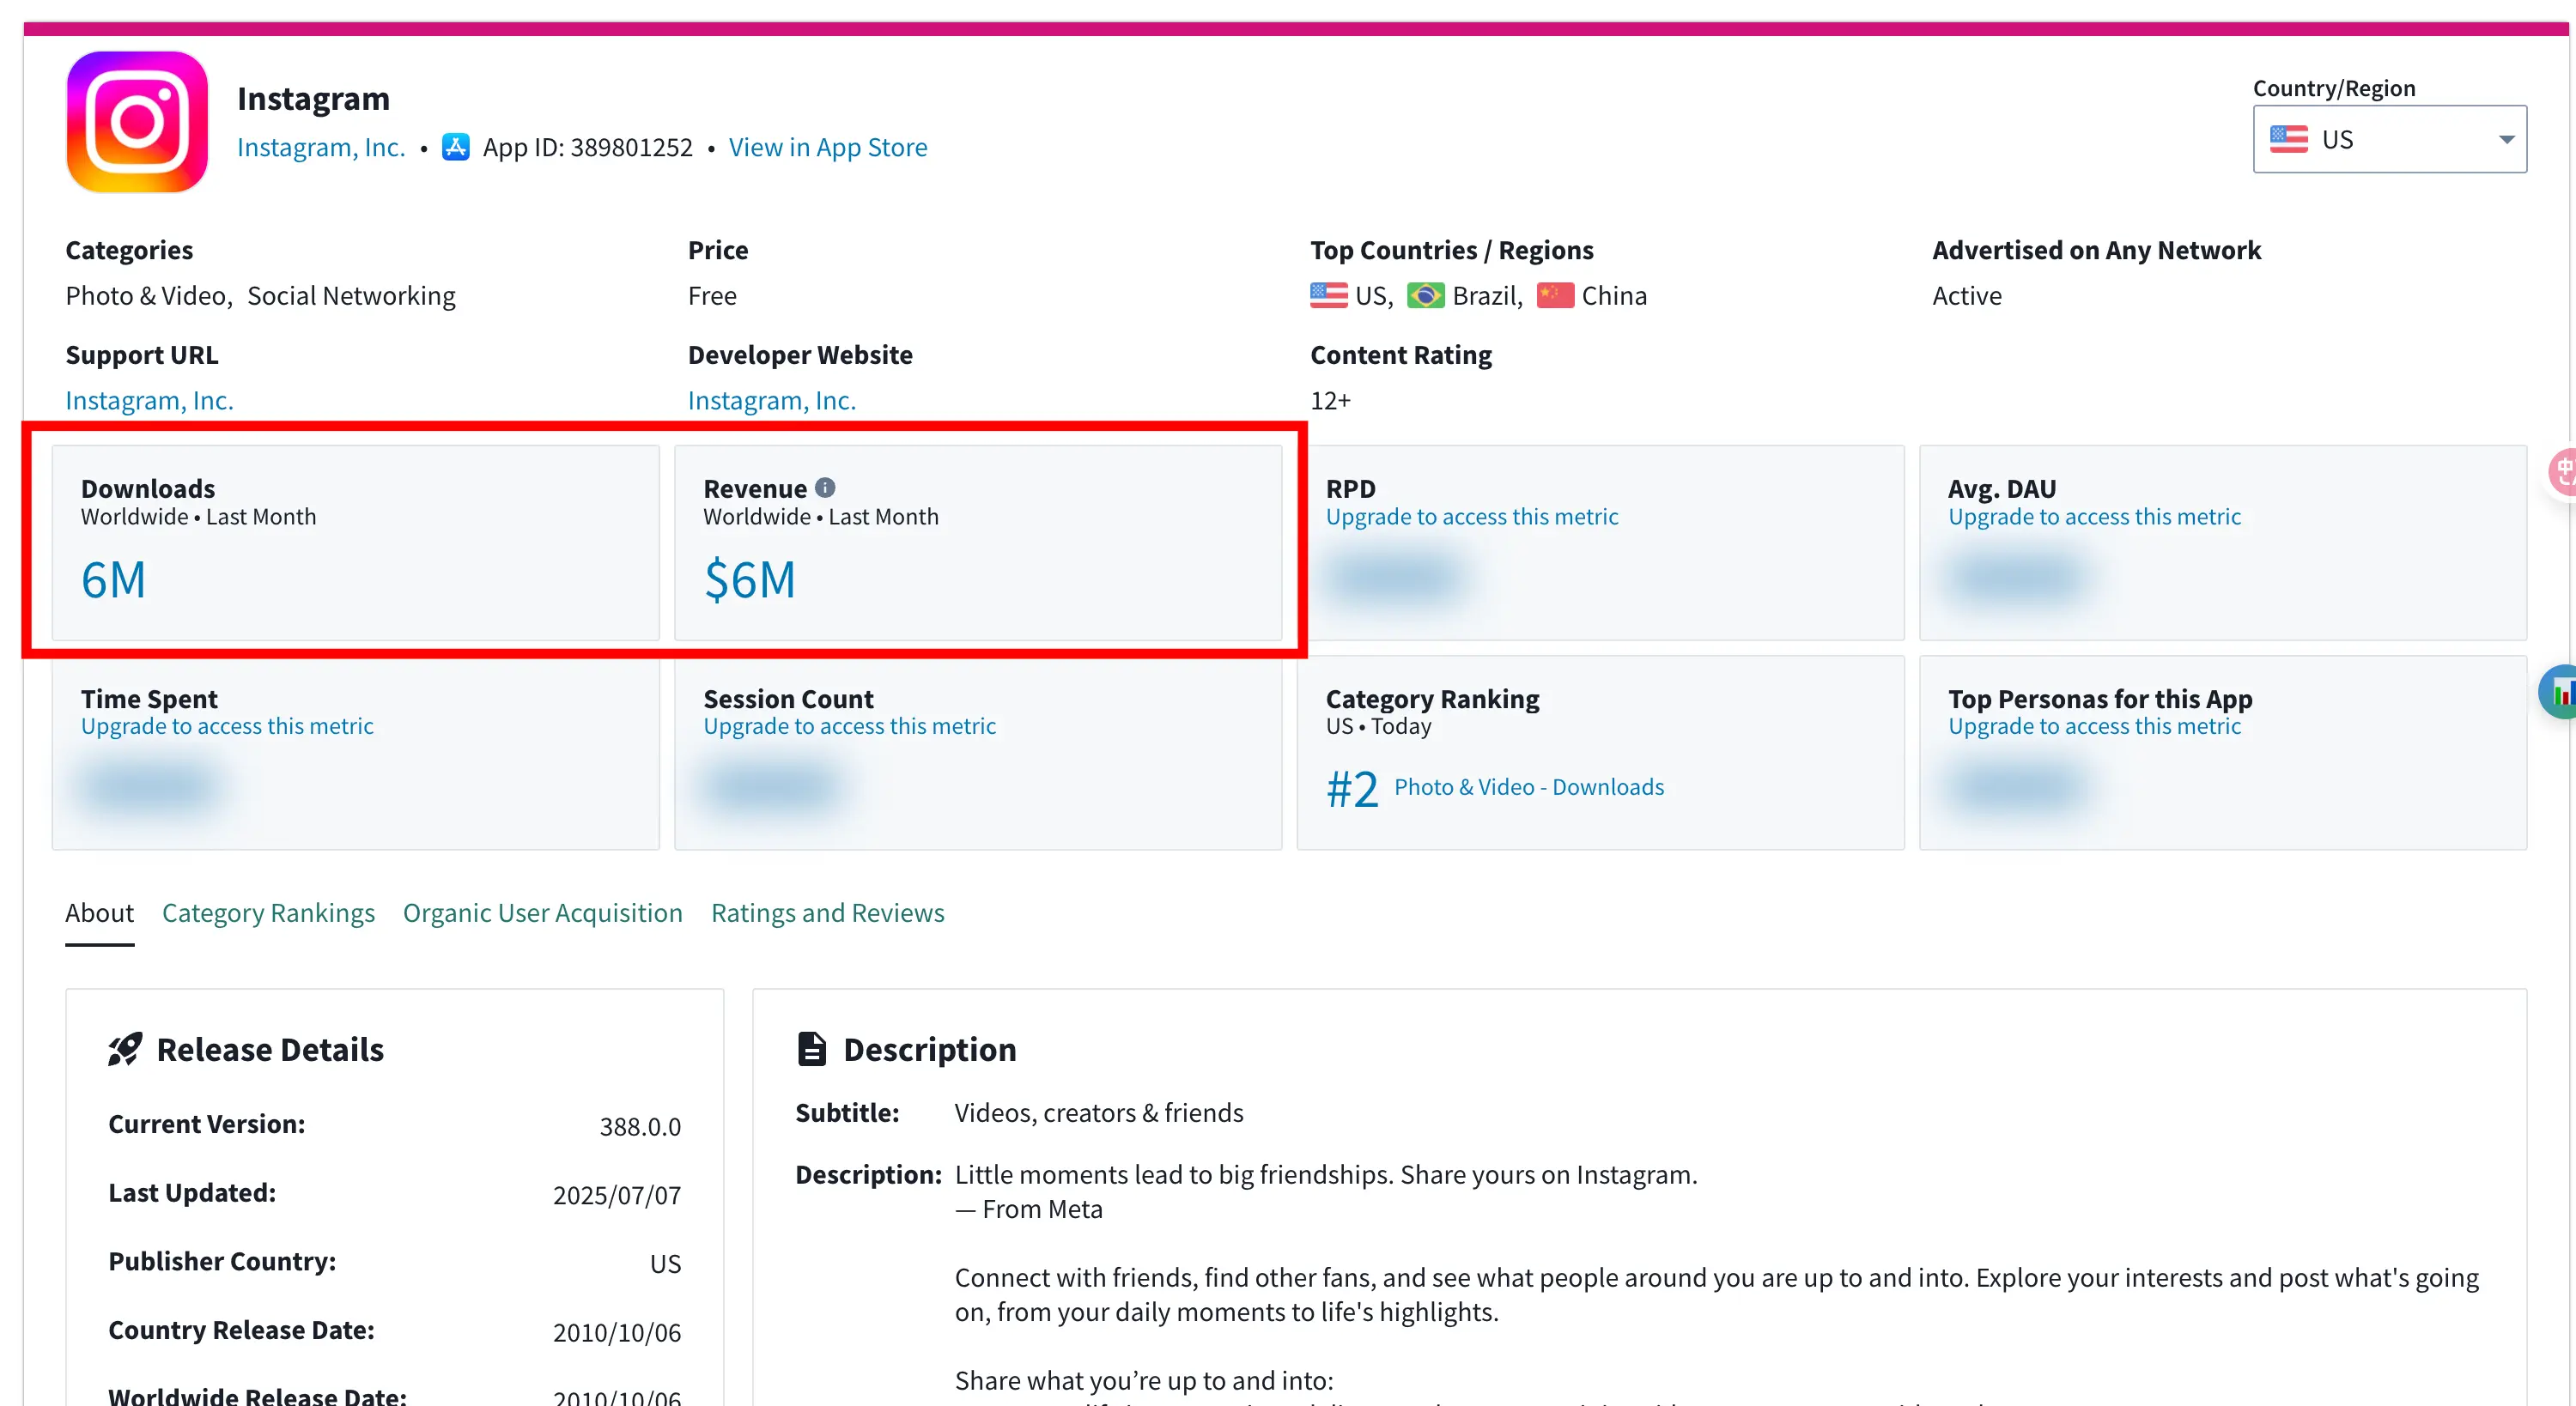 Instagram
Instagram, Inc. • App ID: 389801252 • View in App Store
Country/Region
US
Categories
Photo & Video, Social Networking
Price
Free
Top Countries / Regions
US, Brazil, China
Advertised on Any Network
Active
Support URL
Instagram, Inc.
Developer Website
Instagram, Inc.
Content Rating
12+
Downloads
Worldwide • Last Month
6M
Revenue
Worldwide • Last Month
$6M
RPD
Upgrade to access this metric
Avg. DAU
Upgrade to access this metric
Time Spent
Upgrade to access this metric
Session Count
Upgrade to access this metric
Category Ranking
US • Today
#2 Photo & Video - Downloads
Top Personas for this App
Upgrade to access this metric
About Category Rankings Organic User Acquisition Ratings and Reviews
Release Details
Current Version: 388.0.0
Last Updated: 2025/07/07
Publisher Country: US
Country Release Date: 2010/10/06
Worldwide Release Date: 2010/10/06
Description
Subtitle: Videos, creators & friends
Description: Little moments lead to big friendships. Share yours on Instagram.
— From Meta
Connect with friends, find other fans, and see what people around you are up to and into. Explore your interests and post what's going
on, from your daily moments to life's highlights.
Share what you’re up to and into: